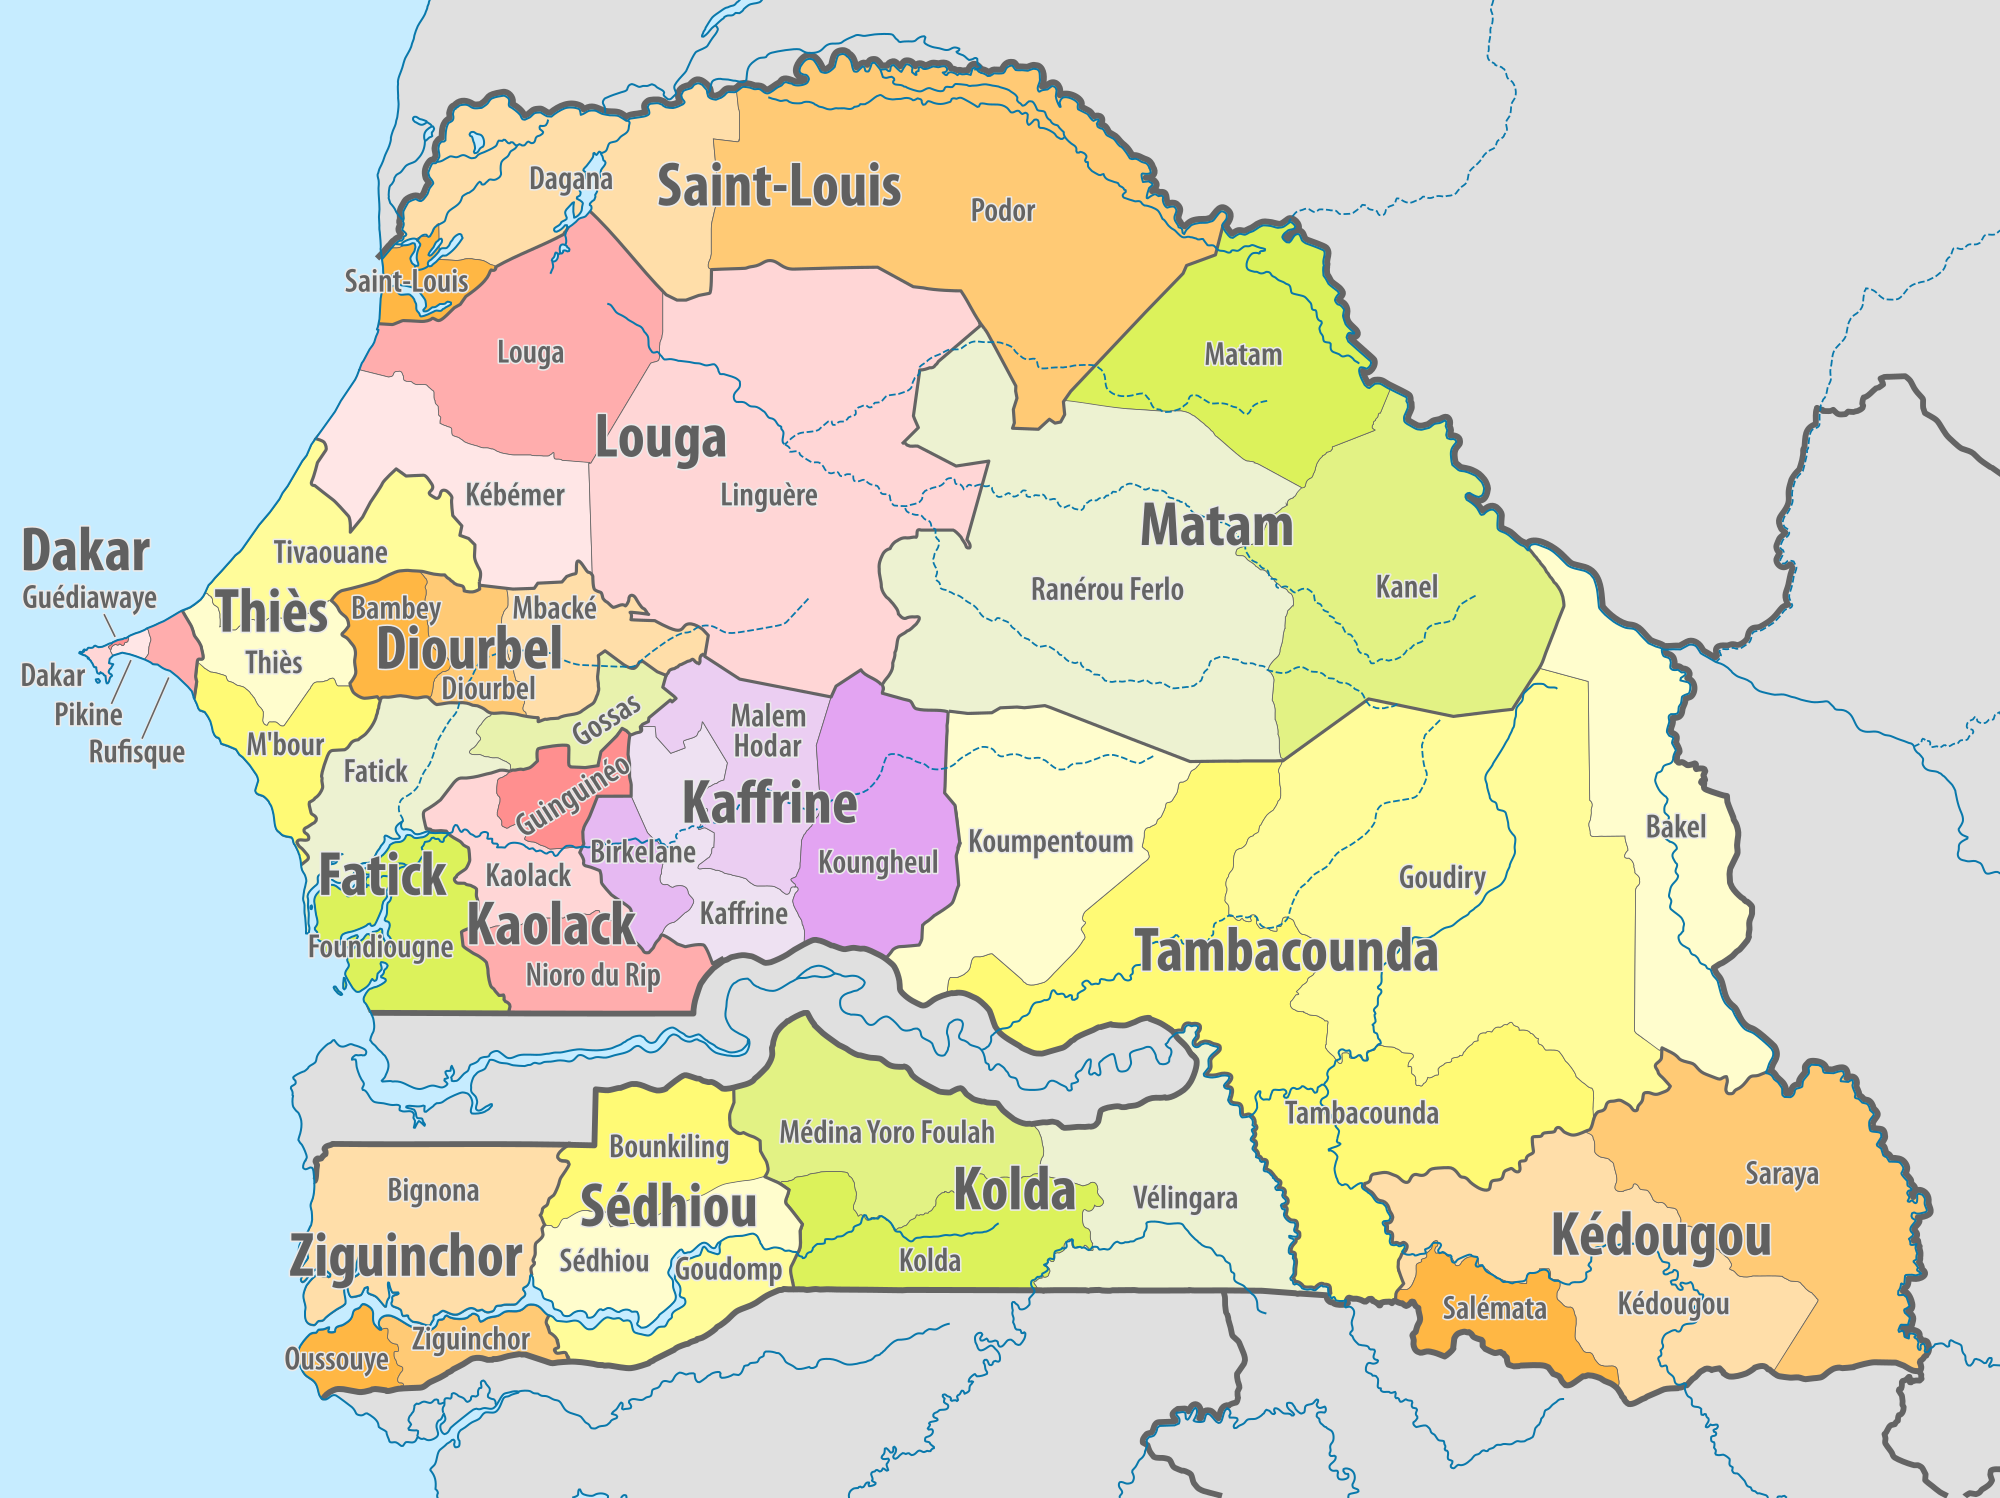 Dagana
Saint-Louis
Podor
Saint-Louis
Louga
Matam
Louga
Kébémer
Linguère
Matam
Dakar
Tivaouane
Guédiawaye
Thiès
Bambey
Mbacké
Ranérou Ferlo
Kanel
Diourbel
Thiès
Dakar
Diourbel
Pikine
Gossas
Malem
Hodar
M'bour
Rufisque
Fatick
Guinguinéo
Kaffrine
Koumpentoum
Bakel
Birkelane
Koungheul
Fatick
Kaolack
Goudiry
Kaffrine
Kaolack
Foundiougne
Tambacounda
Nioro du Rip
Tambacounda
Médina Yoro Foulah
Bounkiling
Saraya
Bignona
Kolda
Vélingara
Sédhiou
Kédougou
Ziguinchor
Sédhiou
Goudomp
Kolda
Salémata
Kédougou
Ziguinchor
Oussouye